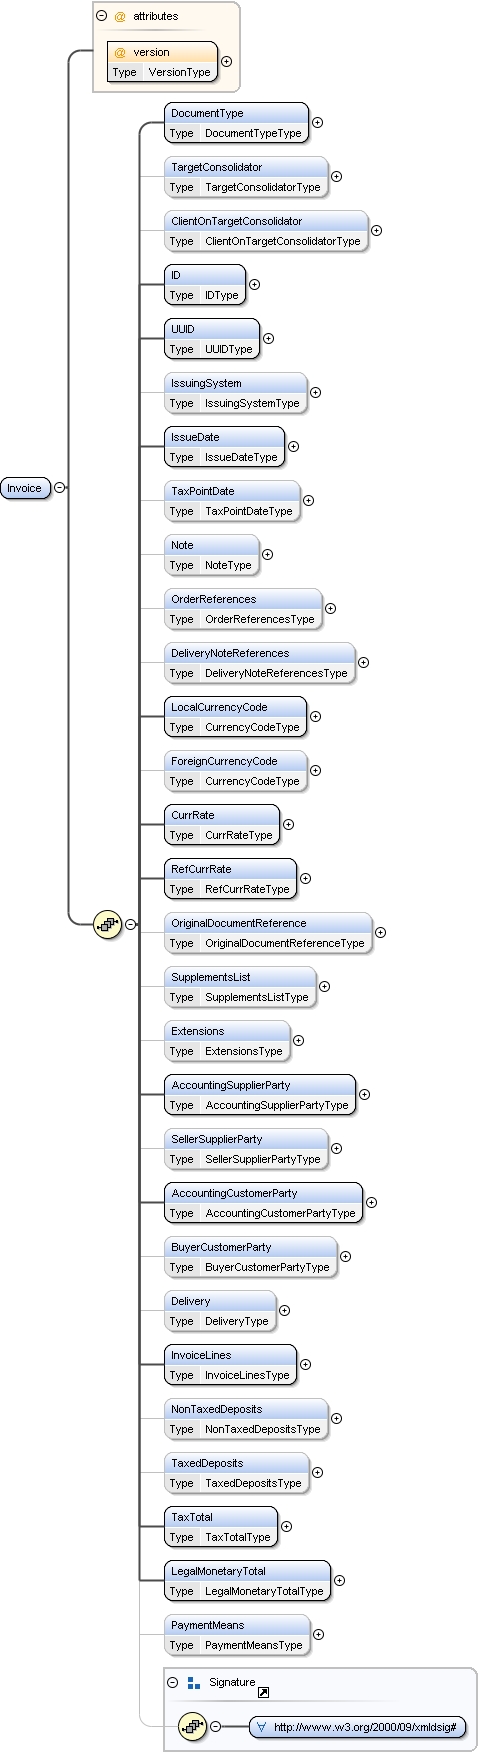 attributes
@ version
Type VersionType
DocumentType
Type DocumentTypeType
TargetConsolidator
Type TargetConsolidatorType
ClientOnTargetConsolidator
Type ClientOnTargetConsolidatorType
ID
Type IDType
UUID
Type UUIDType
IssuingSystem
Type IssuingSystemType
IssueDate
Type IssueDateType
Invoice
TaxPointDate
Type TaxPointDateType
Note
Type NoteType
OrderReferences
Type OrderReferencesType
DeliveryNoteReferences
Type DeliveryNoteReferencesType
LocalCurrencyCode
Type CurrencyCodeType
ForeignCurrencyCode
Type CurrencyCodeType
CurrRate
Type CurrRateType
RefCurrRate
Type RefCurrRateType
OriginalDocumentReference
Type OriginalDocumentReferenceType
SupplementsList
Type SupplementsListType
Extensions
Type ExtensionsType
AccountingSupplierParty
Type AccountingSupplierPartyType
SellerSupplierParty
Type SellerSupplierPartyType
AccountingCustomerParty
Type AccountingCustomerPartyType
BuyerCustomerParty
Type BuyerCustomerPartyType
Delivery
Type DeliveryType
InvoiceLines
Type InvoiceLinesType
NonTaxedDeposits
Type NonTaxedDepositsType
TaxedDeposits
Type TaxedDepositsType
TaxTotal
Type TaxTotalType
LegalMonetaryTotal
Type LegalMonetaryTotalType
PaymentMeans
Type PaymentMeansType
Signature
∀ http://www.w3.org/2000/09/xmldsig#